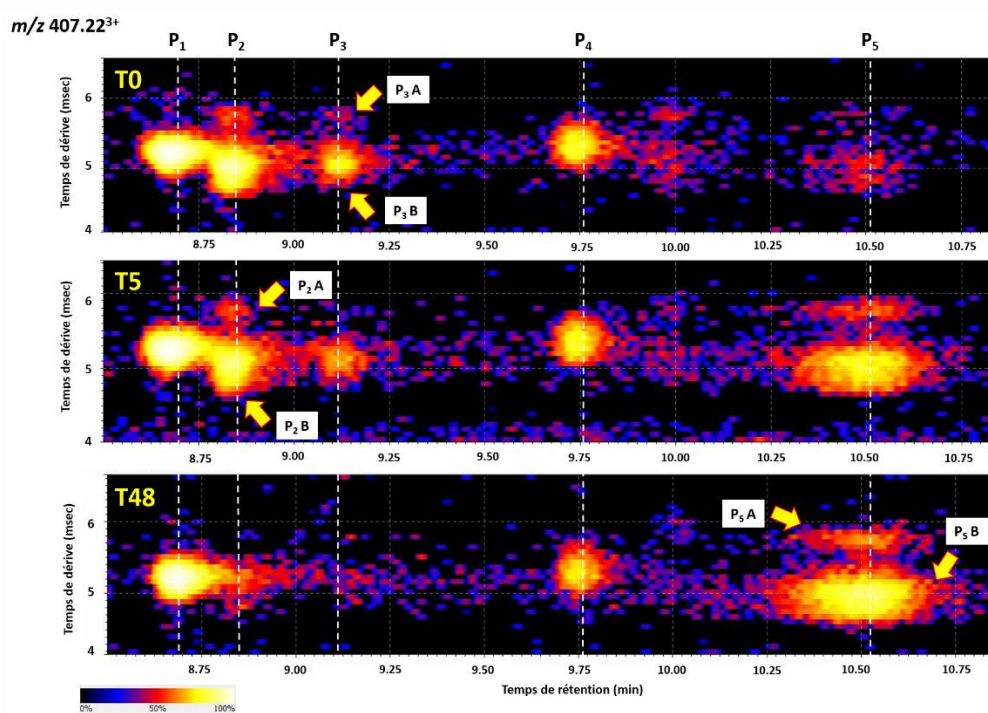 m/z 407.22³⁺
P₁ P₂ P₃ P₄ P₅
T0
P₃ A
P₃ B
Temps de dérive (msec)
6
5
4
8.75 9.00 9.25 9.50 9.75 10.00 10.25 10.50 10.75
T5
P₂ A
P₂ B
Temps de dérive (msec)
6
5
4
8.75 9.00 9.25 9.50 9.75 10.00 10.25 10.50 10.75
T48
P₅ A
P₅ B
Temps de dérive (msec)
6
5
4
8.75 9.00 9.25 9.50 9.75 10.00 10.25 10.50 10.75
0% 50% 100%
Temps de rétention (min)